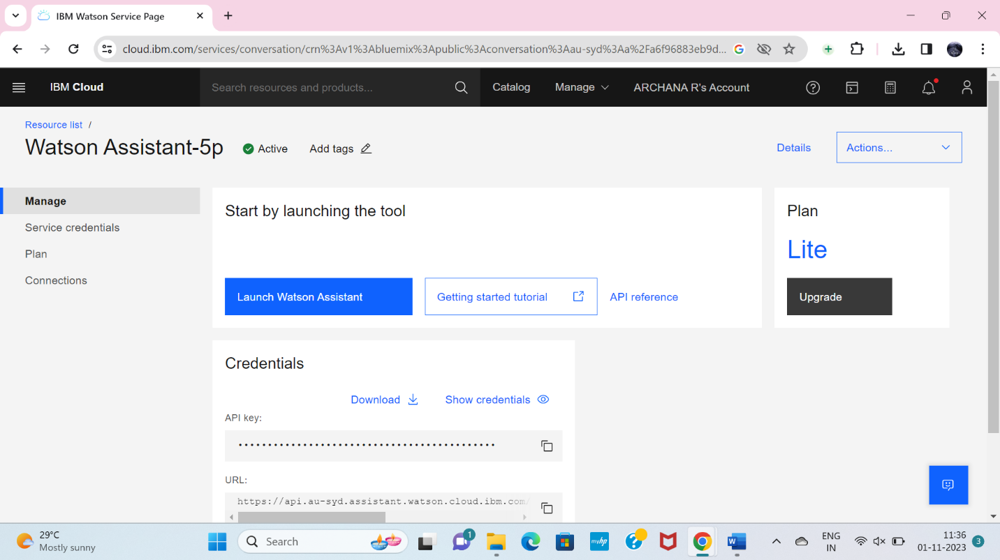 IBM Watson Service Page
cloud.ibm.com/services/conversation/crn%3Av1%3Abluemix%3Apublic%3Aconversation%3Aau-syd%3Aa%2Fa6f96883eb9d...
IBM Cloud
Search resources and products...
Catalog
Manage
ARCHANA R's Account
Resource list /
Watson Assistant-5p
Active
Add tags
Details
Actions...
Manage
Service credentials
Plan
Connections
Start by launching the tool
Launch Watson Assistant
Getting started tutorial
API reference
Plan
Lite
Upgrade
Credentials
Download
Show credentials
API key:
URL:
https://api.au-syd.assistant.watson.cloud.ibm.com/
29°C
Mostly sunny
Search
1
myhp
W
ENG
IN
11:36
01-11-2023
3